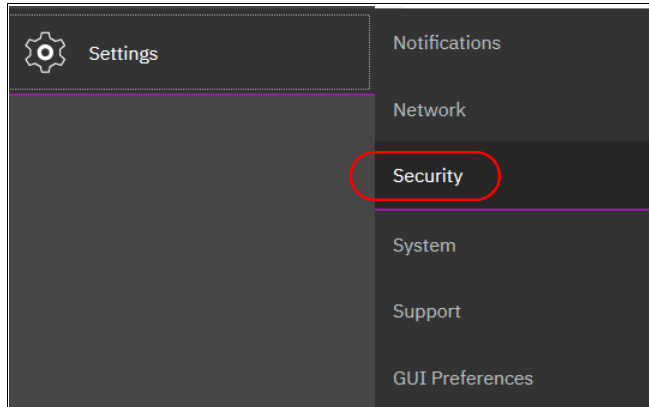 Settings
Notifications
Network
Security
System
Support
GUI Preferences